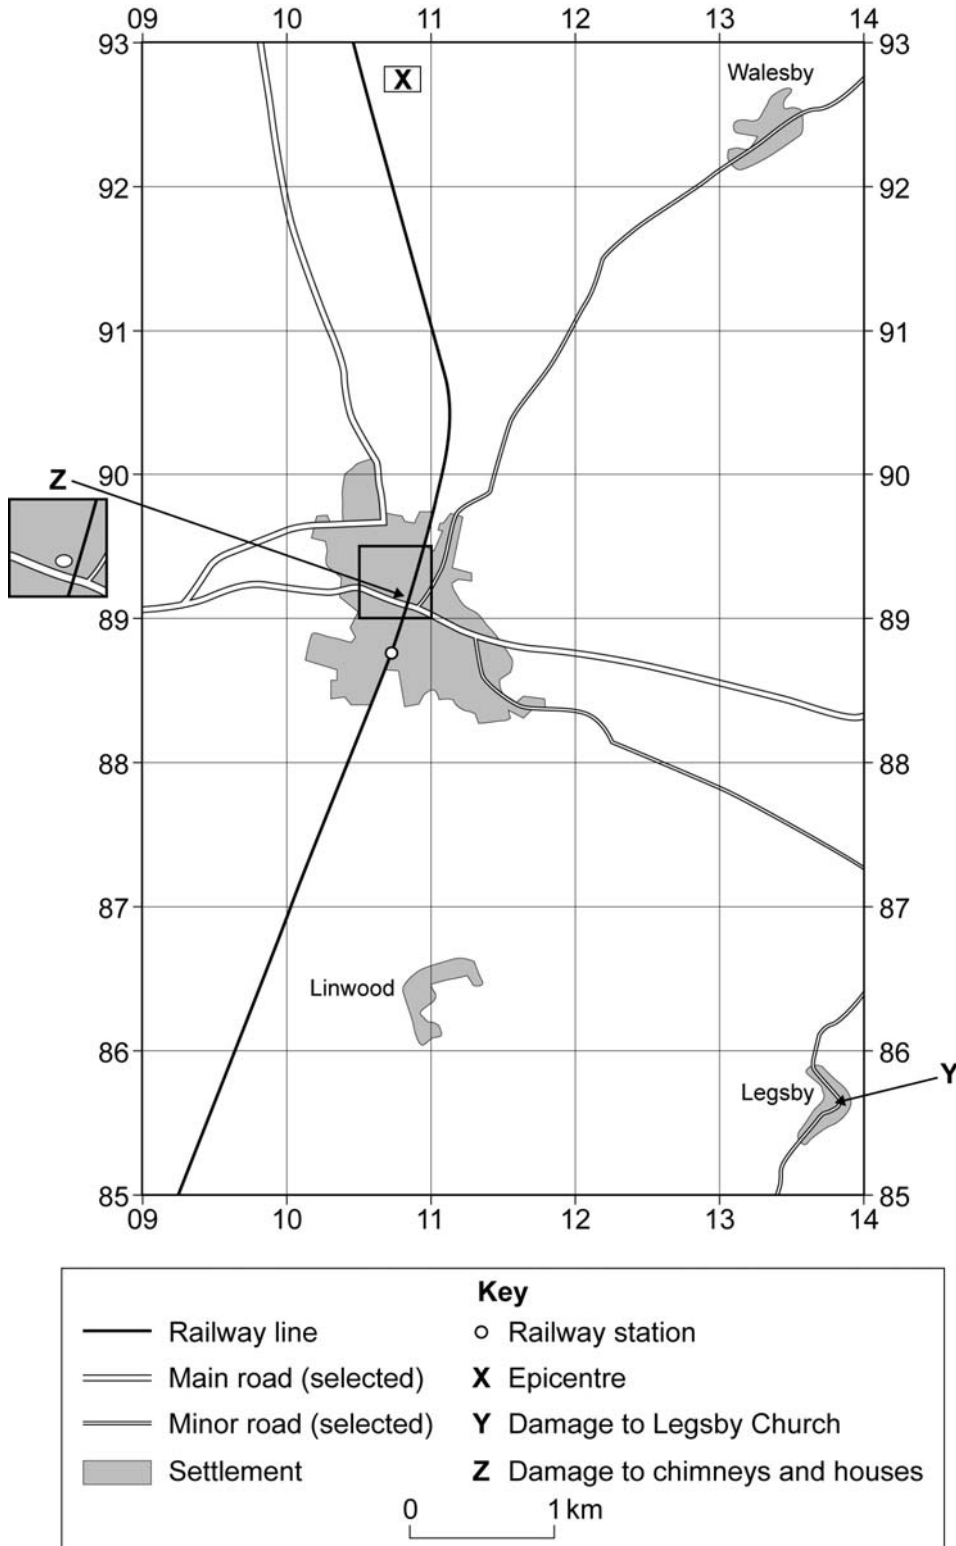 09 10 11 12 13 14
93 X 93
Walesby
92 92
91 91
Z 90 90
89 89
88 88
87 87
Linwood
86 86
Y
Legsby
85 85
09 10 11 12 13 14
Key
Railway line Railway station
Main road (selected) X Epicentre
Minor road (selected) Y Damage to Legsby Church
Settlement Z Damage to chimneys and houses
0 1 km